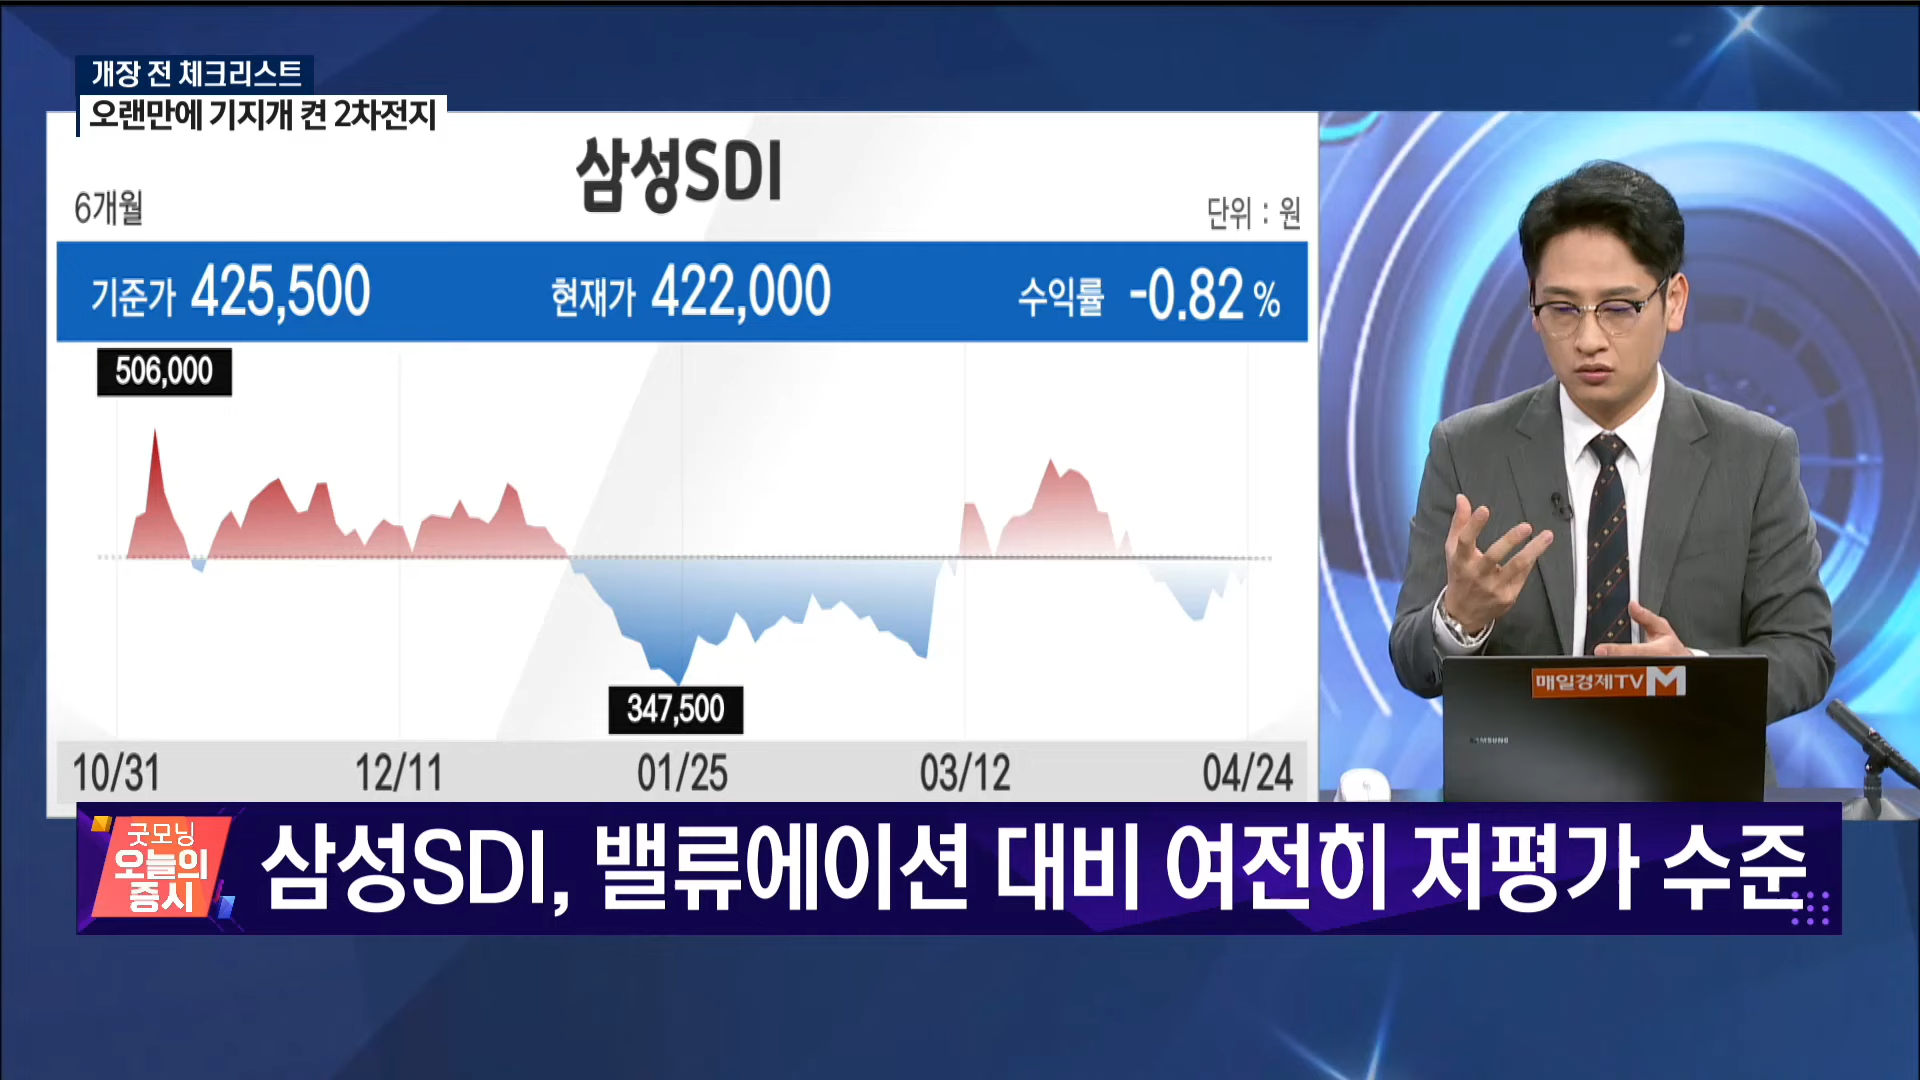 개장 전 체크리스트
오랜만에 기지개 켠 2차전지
삼성SDI
6개월
단위 : 원
기준가 425,500 현재가 422,000 수익률 -0.82 %
506,000
347,500
10/31 12/11 01/25 03/12 04/24
매일경제TV M
SAMSUNG
굿모닝
오늘의
증시
삼성SDI, 밸류에이션 대비 여전히 저평가 수준